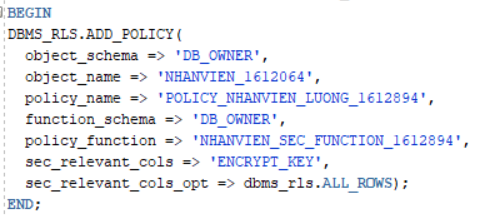 BEGIN
DBMS_RLS.ADD_POLICY(
object_schema => 'DB_OWNER',
object_name => 'NHANVIEN_1612064',
policy_name => 'POLICY_NHANVIEN_LUONG_1612894',
function_schema => 'DB_OWNER',
policy_function => 'NHANVIEN_SEC_FUNCTION_1612894',
sec_relevant_cols => 'ENCRYPT_KEY',
sec_relevant_cols_opt => dbms_rls.ALL_ROWS);
END;